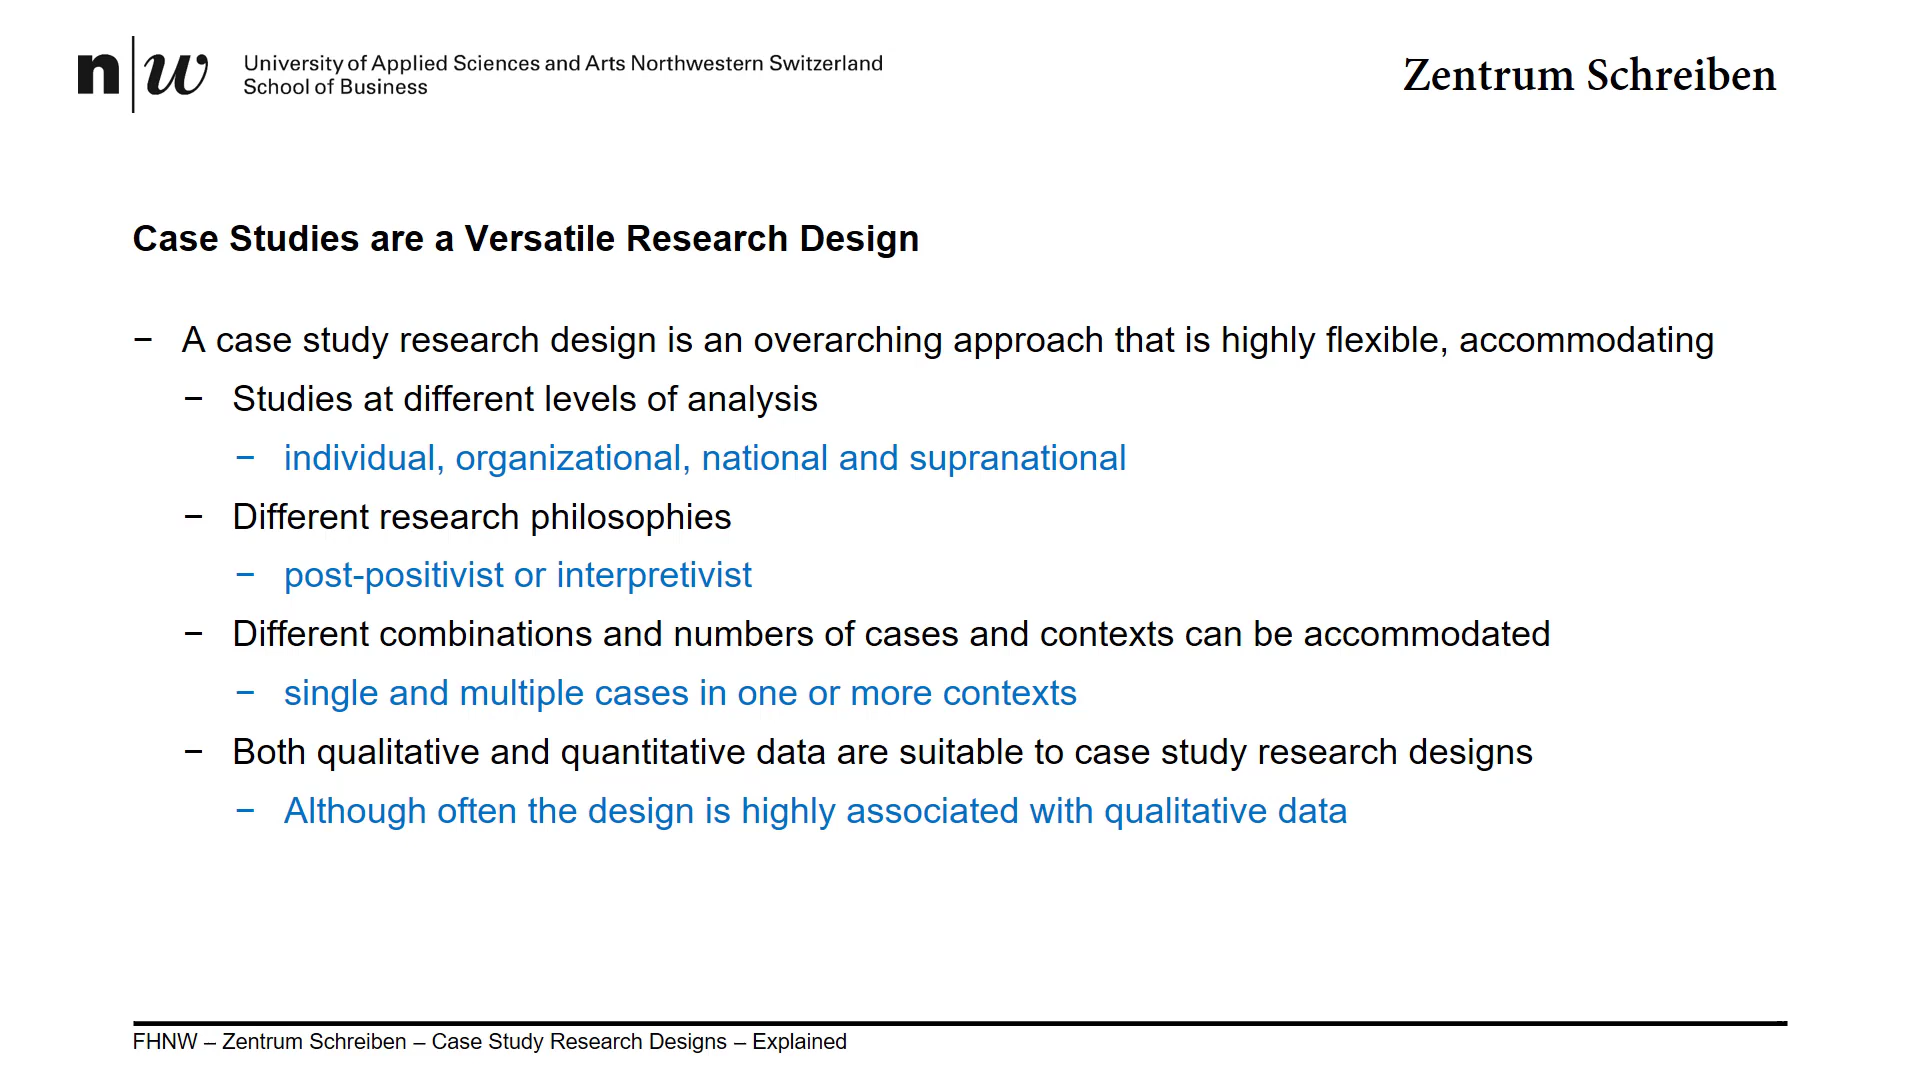 n|w University of Applied Sciences and Arts Northwestern Switzerland
School of Business
Zentrum Schreiben
Case Studies are a Versatile Research Design
− A case study research design is an overarching approach that is highly flexible, accommodating
− Studies at different levels of analysis
− individual, organizational, national and supranational
− Different research philosophies
− post-positivist or interpretivist
− Different combinations and numbers of cases and contexts can be accommodated
− single and multiple cases in one or more contexts
− Both qualitative and quantitative data are suitable to case study research designs
− Although often the design is highly associated with qualitative data
FHNW – Zentrum Schreiben – Case Study Research Designs – Explained